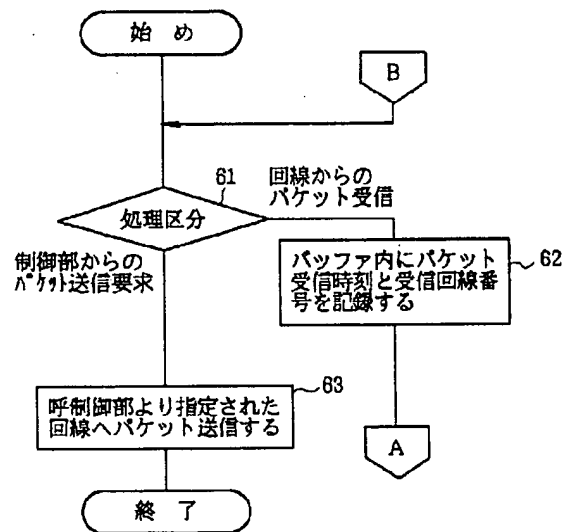 始め
B
61
回線からの
パケット受信
処理区分
制御部からの
パケット送信要求
バッファ内にパケット
受信時刻と受信回線番
号を記録する
62
63
呼制御部より指定された
回線へパケット送信する
A
終了